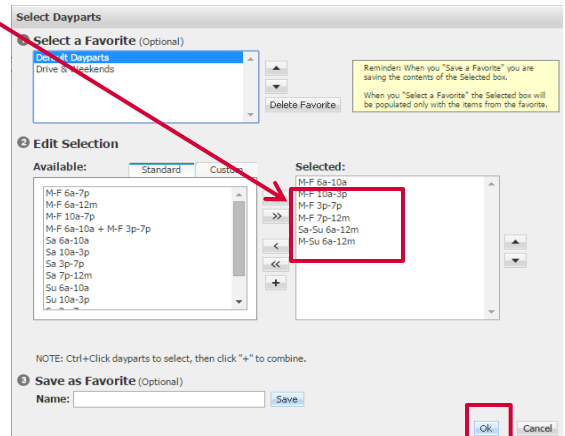 Select Dayparts
1 Select a Favorite (Optional)
Default Dayparts
Drive & Weekends
Delete Favorite
Reminder: When you "Save a Favorite" you are
saving the contents of the Selected box.
When you "Select a Favorite" the Selected box will
be populated only with the items from the favorite.
2 Edit Selection
Available:
Standard
Custom
Selected:
M-F 6a-7p
M-F 6a-12m
M-F 10a-7p
M-F 6a-10a + M-F 3p-7p
Sa 6a-10a
Sa 10a-3p
Sa 3p-7p
Sa 7p-12m
Su 6a-10a
Su 10a-3p
>>
<
<<
+
M-F 6a-10a
M-F 10a-3p
M-F 3p-7p
M-F 7p-12m
Sa-Su 6a-12m
M-Su 6a-12m
NOTE: Ctrl+Click dayparts to select, then click "+" to combine.
3 Save as Favorite (Optional)
Name:
Save
Ok
Cancel